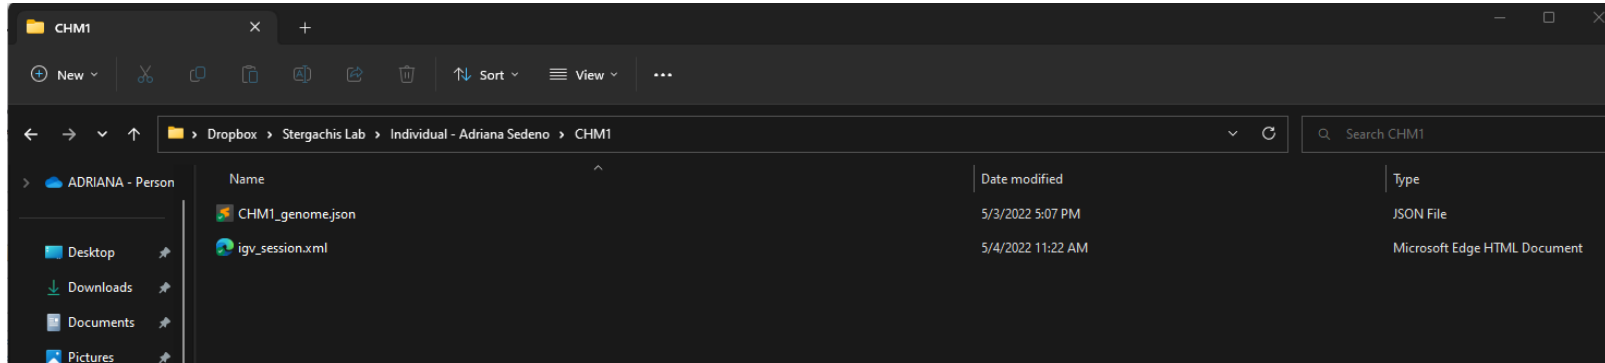 CHM1
New
Sort
View
Dropbox > Stergachis Lab > Individual - Adriana Sedeno > CHM1
Search CHM1
ADRIANA - Person
Name
Date modified
Type
CHM1_genome.json
5/3/2022 5:07 PM
JSON File
igv_session.xml
5/4/2022 11:22 AM
Microsoft Edge HTML Document
Desktop
Downloads
Documents
Pictures